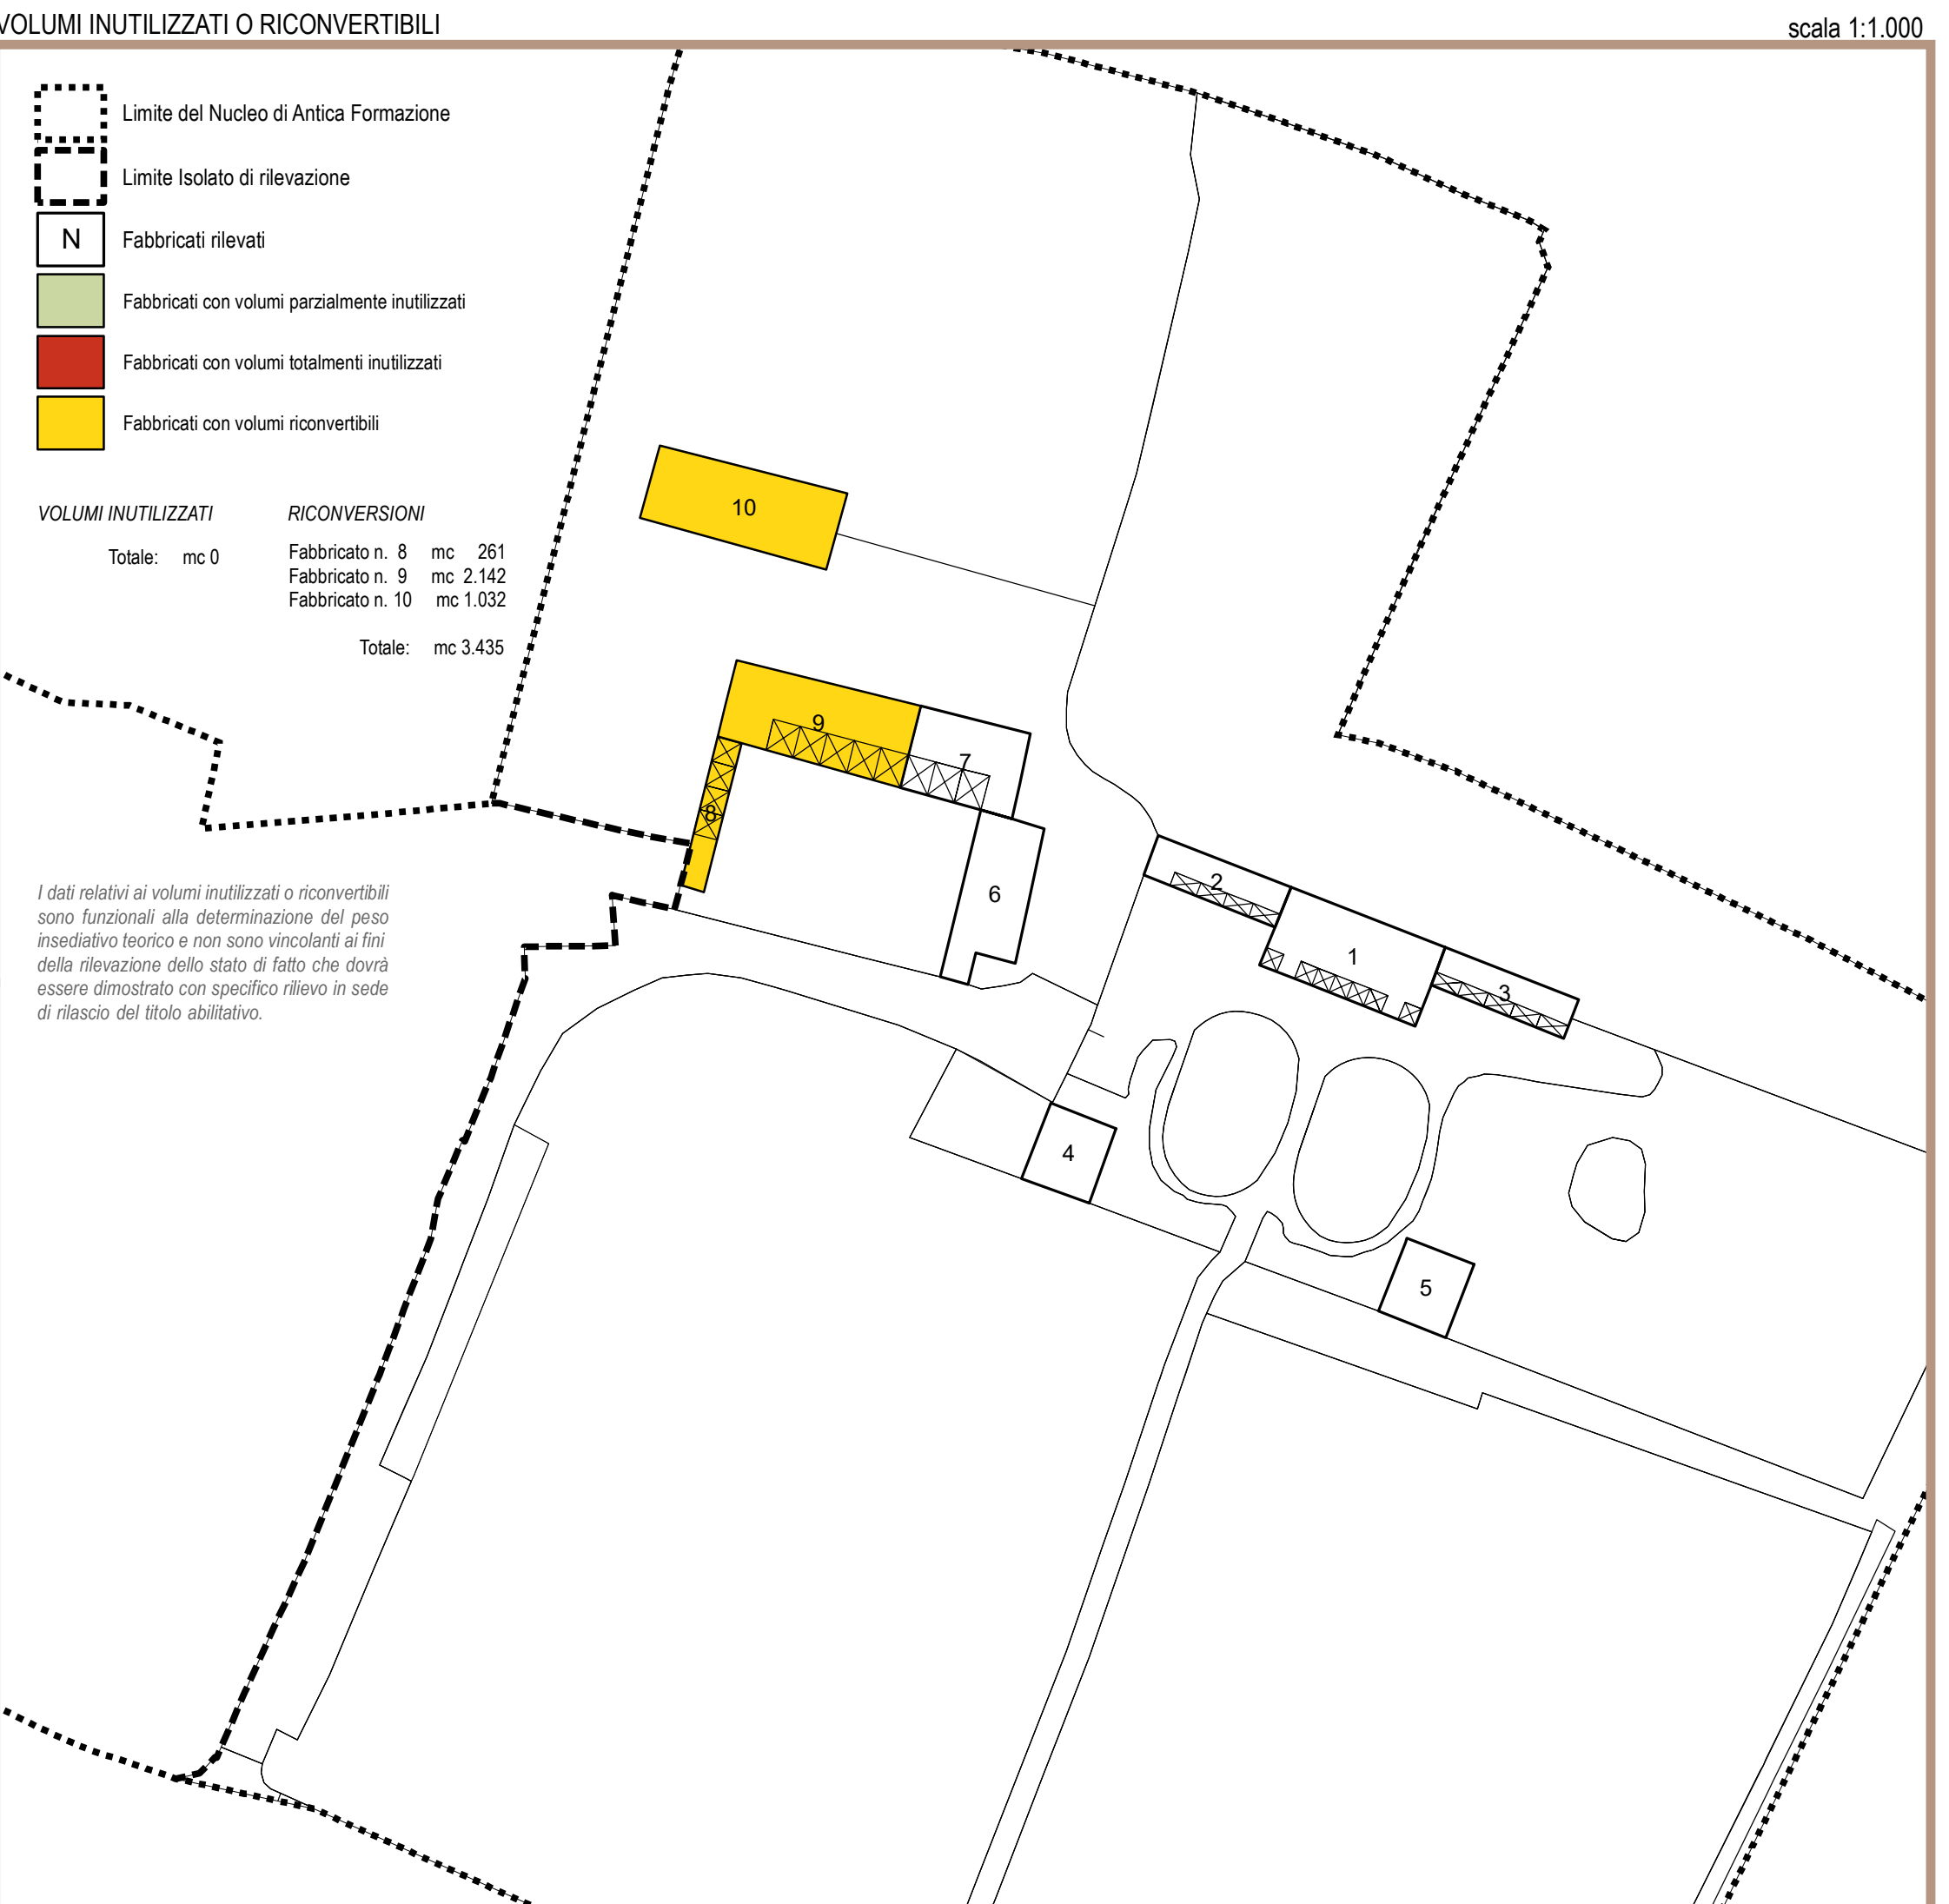 VOLUMI INUTILIZZATI O RICONVERTIBILI
scala 1:1.000
Limite del Nucleo di Antica Formazione
Limite Isolato di rilevazione
N
Fabbricati rilevati
Fabbricati con volumi parzialmente inutilizzati
Fabbricati con volumi totalmenti inutilizzati
Fabbricati con volumi riconvertibili
VOLUMI INUTILIZZATI
Totale: mc 0
RICONVERSIONI
Fabbricato n. 8 mc 261
Fabbricato n. 9 mc 2.142
Fabbricato n. 10 mc 1.032
Totale: mc 3.435
I dati relativi ai volumi inutilizzati o riconvertibili
sono funzionali alla determinazione del peso
insediativo teorico e non sono vincolanti ai fini
della rilevazione dello stato di fatto che dovrà
essere dimostrato con specifico rilievo in sede
di rilascio del titolo abilitativo.
10
9
7
8
6
2
1
3
4
5